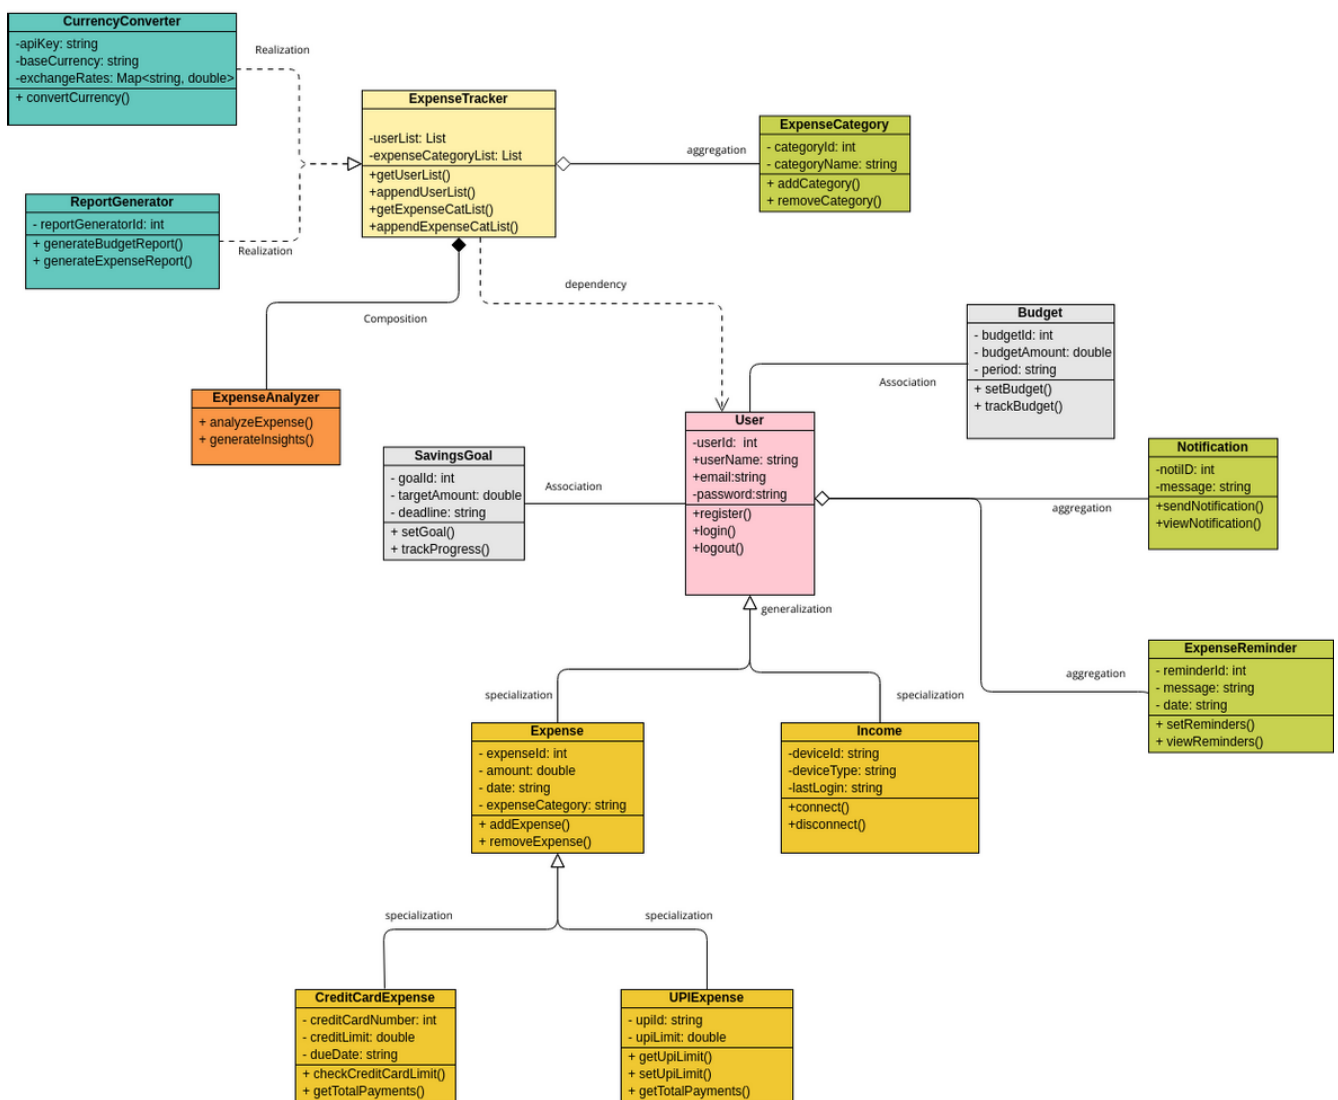 CurrencyConverter
-apiKey: string
-baseCurrency: string
-exchangeRates: Map<string, double>
+ convertCurrency()
Realization
ExpenseTracker
-userList: List
-expenseCategoryList: List
+getUserList()
+appendUserList()
+getExpenseCatList()
+appendExpenseCatList()
aggregation
ExpenseCategory
- categoryId: int
- categoryName: string
+ addCategory()
+ removeCategory()
ReportGenerator
- reportGeneratorId: int
+ generateBudgetReport()
+ generateExpenseReport()
Realization
dependency
Composition
Budget
- budgetId: int
- budgetAmount: double
- period: string
+ setBudget()
+ trackBudget()
Association
ExpenseAnalyzer
+ analyzeExpense()
+ generateInsights()
User
-userId:  int
+userName: string
+email:string
-password:string
+register()
+login()
+logout()
SavingsGoal
- goalId: int
- targetAmount: double
- deadline: string
+ setGoal()
+ trackProgress()
Association
Notification
-notiID: int
-message: string
+sendNotification()
+viewNotification()
aggregation
generalization
ExpenseReminder
- reminderId: int
- message: string
- date: string
+ setReminders()
+ viewReminders()
aggregation
specialization
specialization
Expense
- expenseId: int
- amount: double
- date: string
- expenseCategory: string
+ addExpense()
+ removeExpense()
Income
-deviceId: string
-deviceType: string
-lastLogin: string
+connect()
+disconnect()
specialization
specialization
CreditCardExpense
- creditCardNumber: int
- creditLimit: double
- dueDate: string
+ checkCreditCardLimit()
+ getTotalPayments()
UPIExpense
- upiId: string
- upiLimit: double
+ getUpiLimit()
+ setUpiLimit()
+ getTotalPayments()